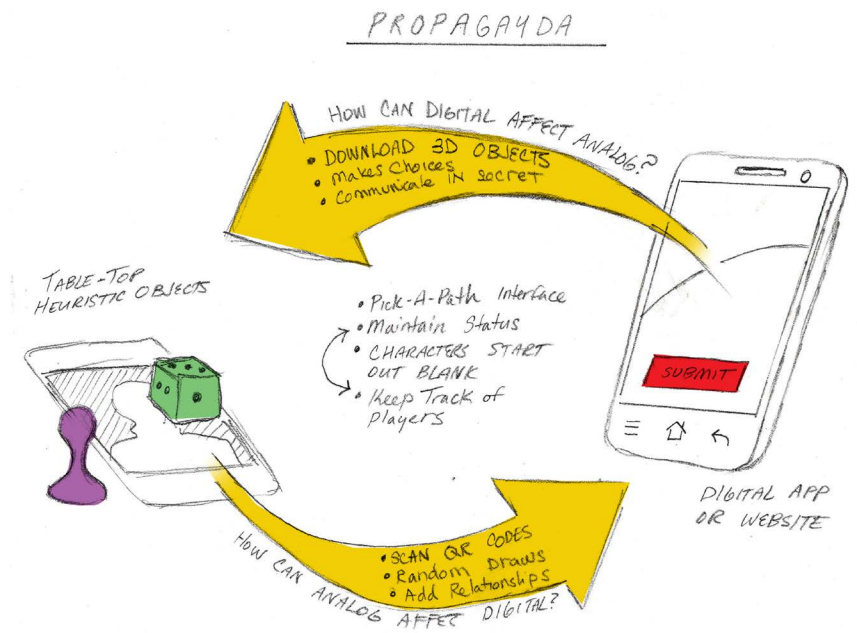 PROPAGAYDA
HOW CAN DIGITAL AFFECT ANALOG?
• DOWNLOAD 3D OBJECTS
• Makes Choices
• Communicate IN Socret
TABLE-TOP
HEURISTIC OBJECTS
• Pick-A-Path Interface
• Maintain Status
• CHARACTERS START
OUT BLANK
• Keep Track of
Players
SUBMIT
DIGITAL APP
OR WEBSITE
• SCAN QR CODES
• Random Draws
• Add Relationships
HOW CAN ANALOG AFFECT DIGITAL?